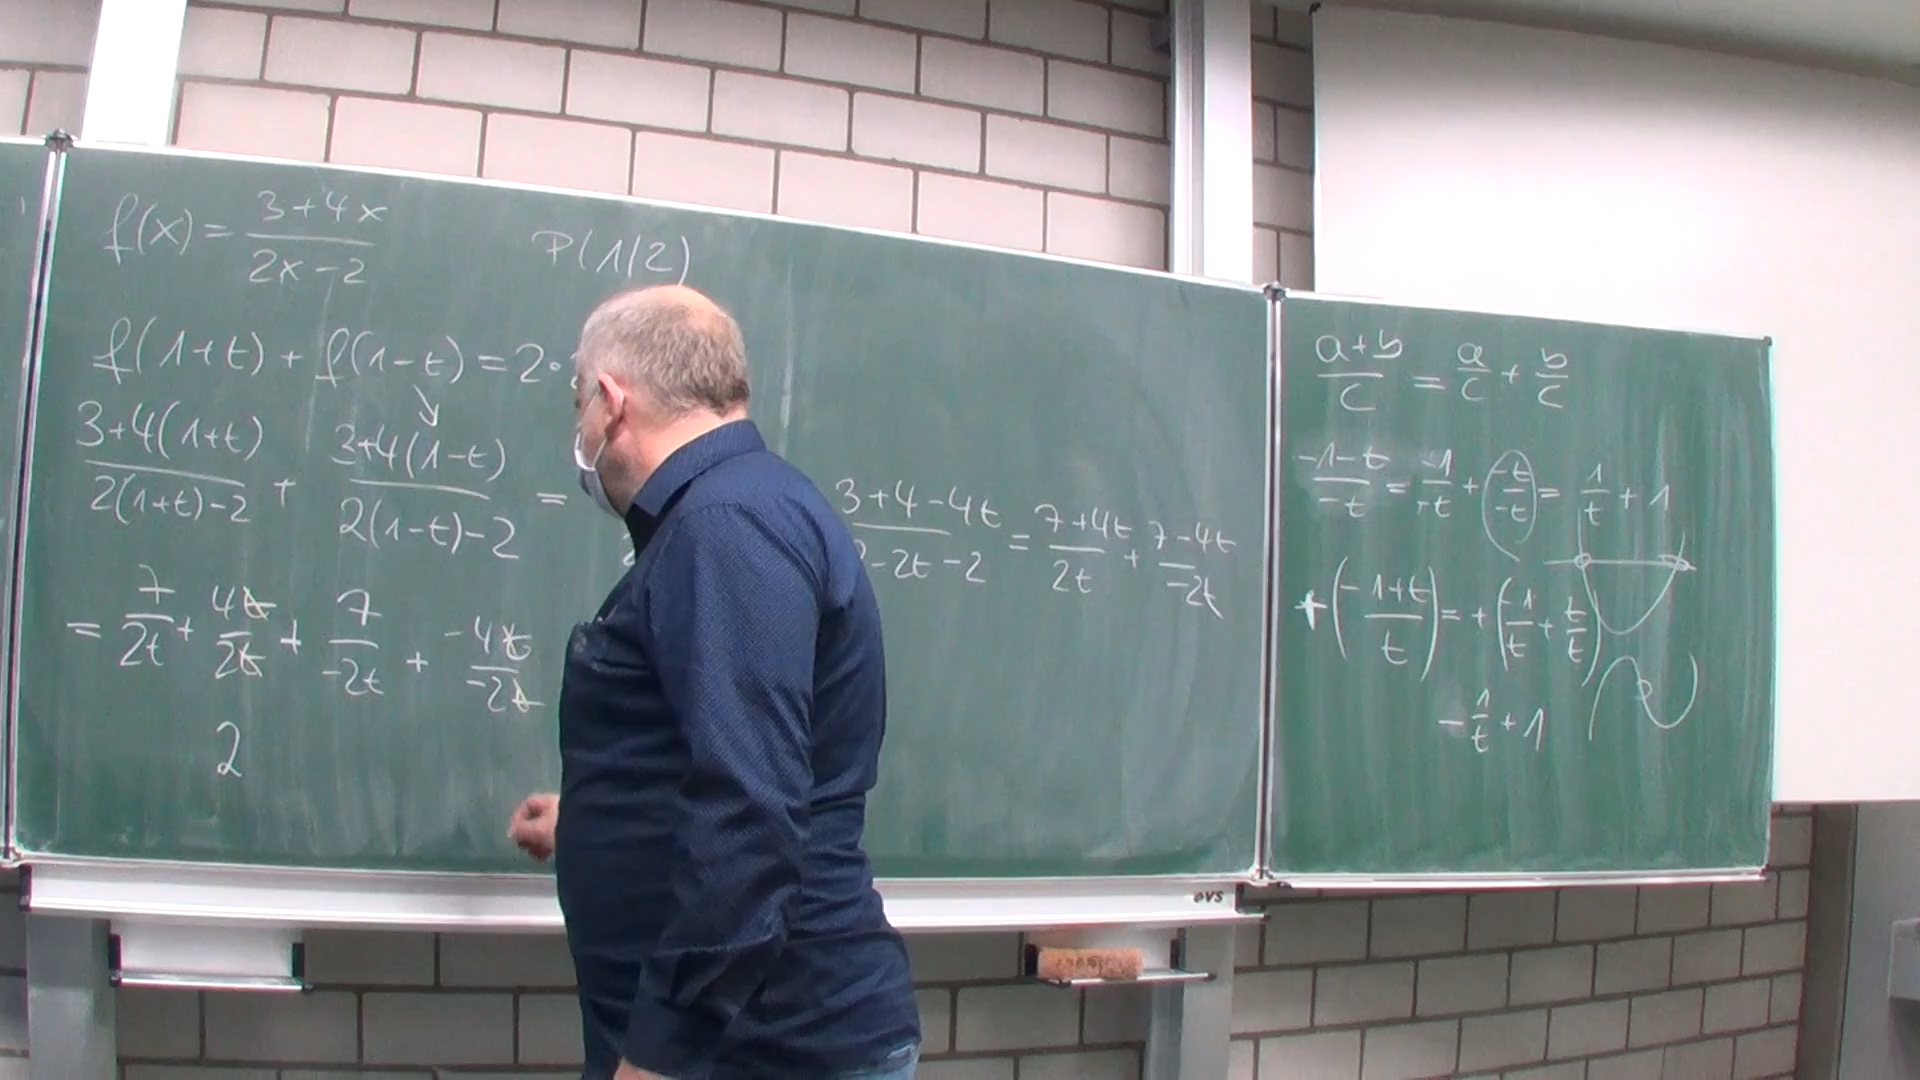 f(x) = (3+4x)/(2x-2)
P(1/2)
f(1+t) + f(1-t) = 2·
(3+4(1+t))/(2(1+t)-2) + (3+4(1-t))/(2(1-t)-2) =
3+4-4t / -2t-2 = (7+4t)/(2t) + (7-4t)/(-2t)
= 7/(2t) + 4t/(2t) + 7/(-2t) + (-4t)/(-2t)
2
(a+b)/c = a/c + b/c
(-1-t)/(-t) = (-1)/(-t) + (-t)/(-t) = 1/t + 1
+((-1+t)/t) = +((-1)/t + t/t)
-1/t + 1
evs